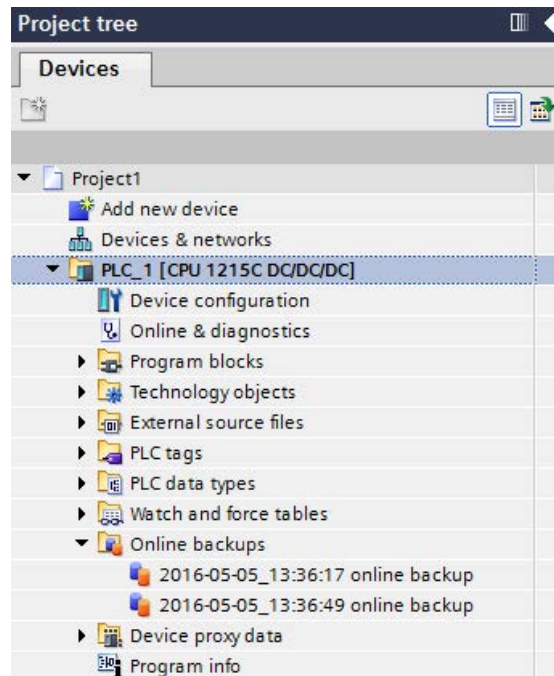 Project tree
Devices
Project1
Add new device
Devices & networks
PLC_1 [CPU 1215C DC/DC/DC]
Device configuration
Online & diagnostics
Program blocks
Technology objects
External source files
PLC tags
PLC data types
Watch and force tables
Online backups
2016-05-05_13:36:17 online backup
2016-05-05_13:36:49 online backup
Device proxy data
Program info